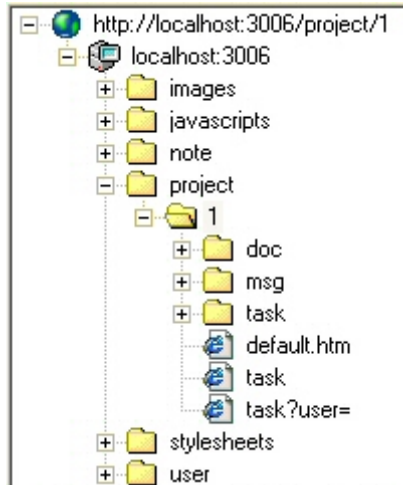 http://localhost:3006/project/1
localhost:3006
images
javascripts
note
project
1
doc
msg
task
default.htm
task
task?user=
stylesheets
user